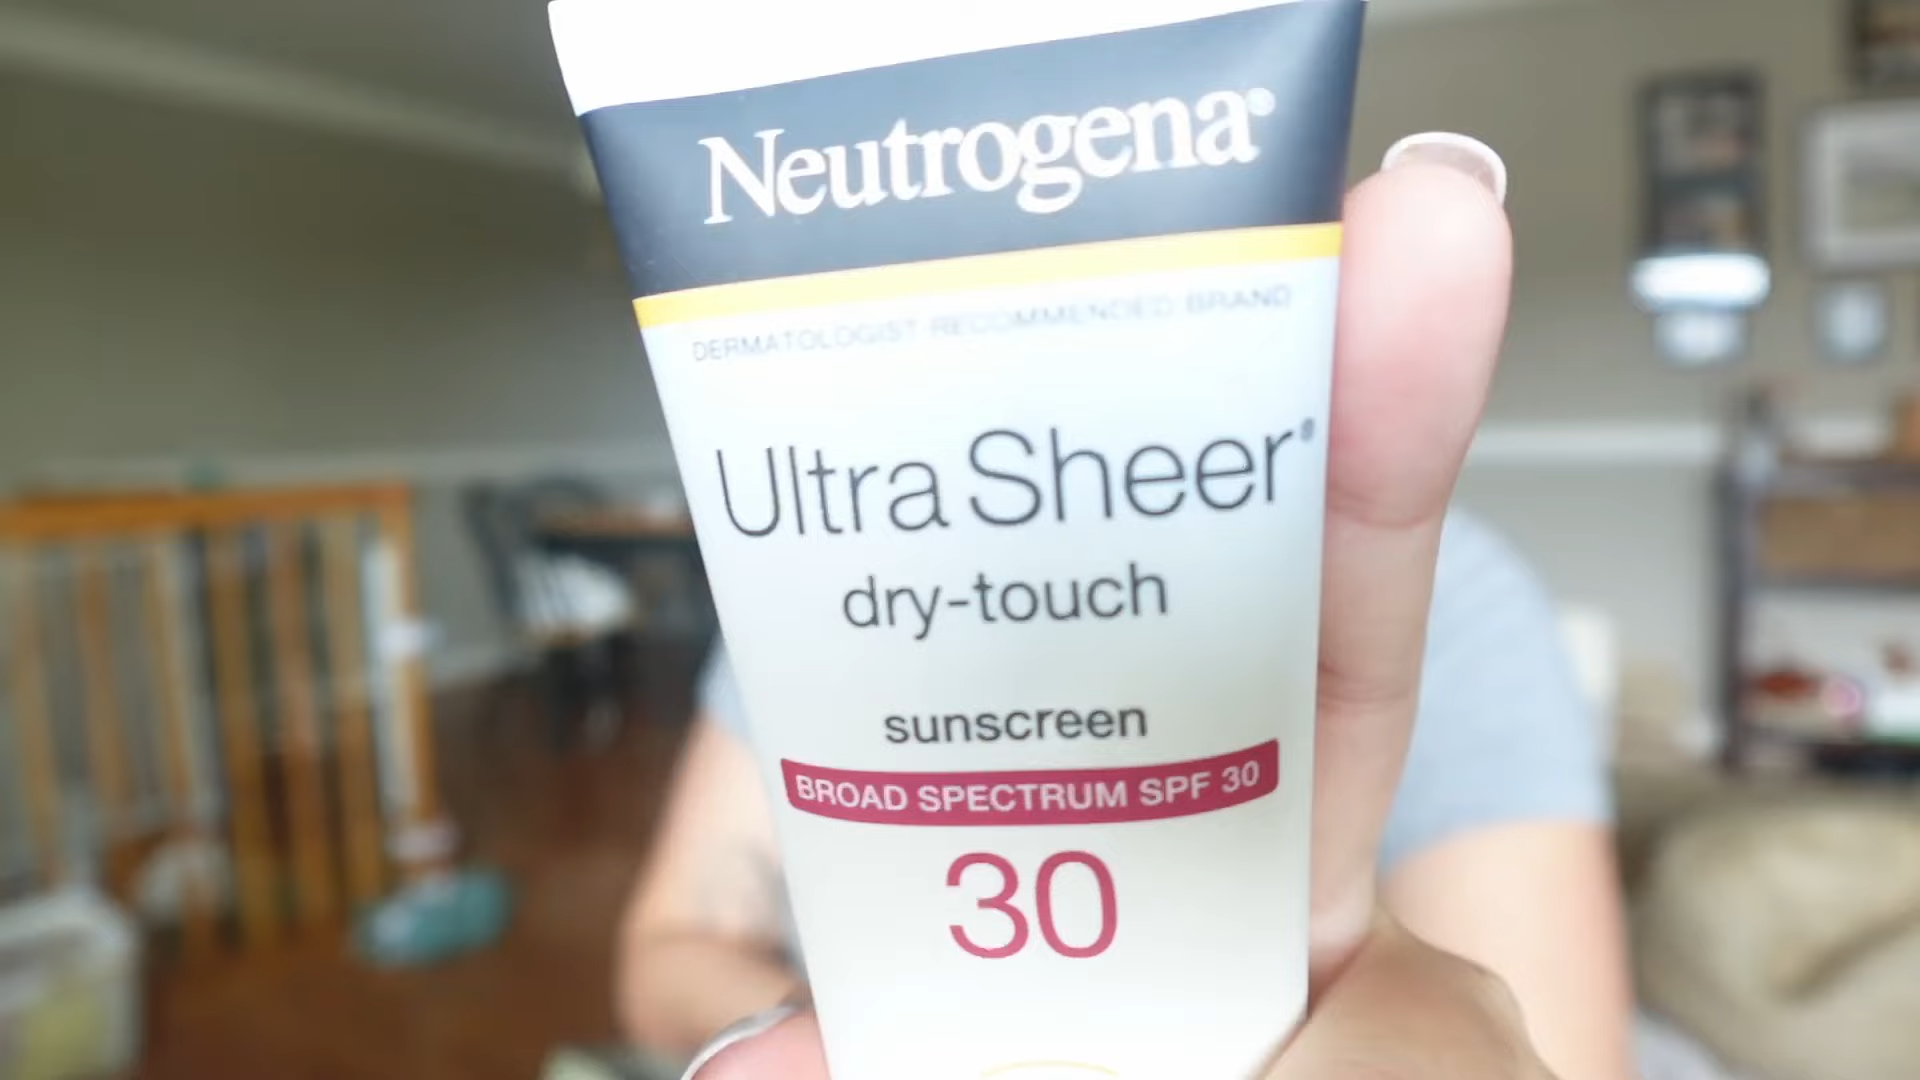 Neutrogena®
DERMATOLOGIST RECOMMENDED BRAND
Ultra Sheer®
dry-touch
sunscreen
BROAD SPECTRUM SPF 30
30